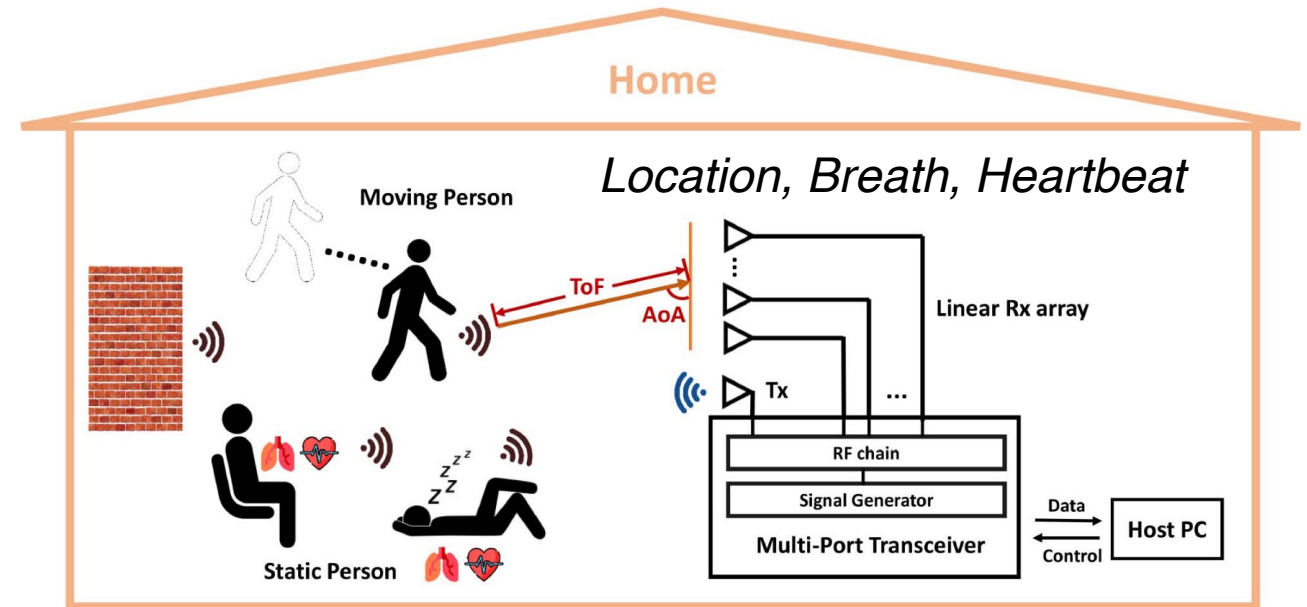 Home
Location, Breath, Heartbeat
Moving Person
ToF
AoA
Linear Rx array
Tx
...
RF chain
Signal Generator
Multi-Port Transceiver
Data
Control
Host PC
z z z
z z
Static Person